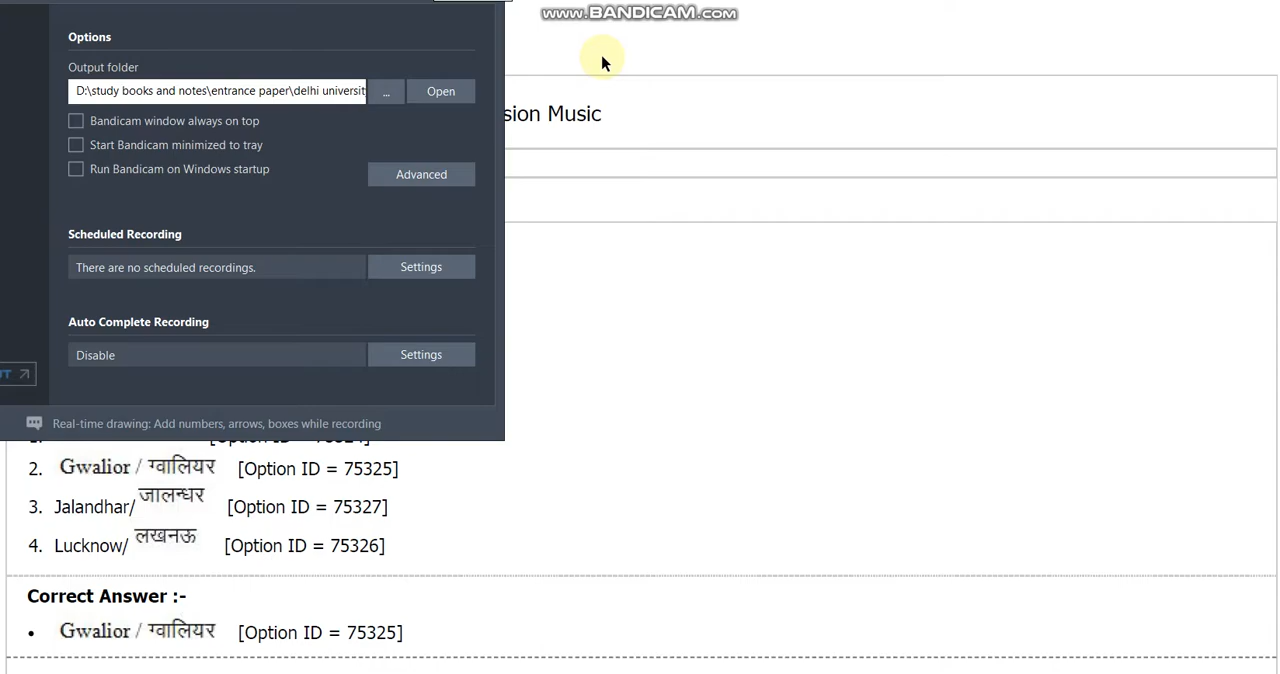 www.BANDICAM.com
Options
Output folder
D:\study books and notes\entrance paper\delhi universit
...
Open
sion Music
Bandicam window always on top
Start Bandicam minimized to tray
Run Bandicam on Windows startup
Advanced
Scheduled Recording
There are no scheduled recordings.
Settings
Auto Complete Recording
Disable
Settings
Real-time drawing: Add numbers, arrows, boxes while recording
2. Gwalior / ग्वालियर [Option ID = 75325]
3. Jalandhar/ जालन्धर [Option ID = 75327]
4. Lucknow/ लखनऊ [Option ID = 75326]
Correct Answer :-
• Gwalior / ग्वालियर [Option ID = 75325]